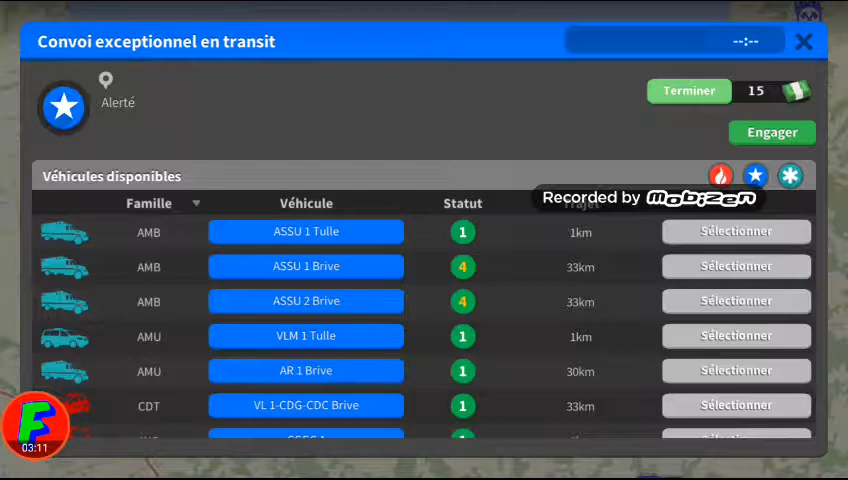 Convoi exceptionnel en transit
--:--
Alerté
Terminer 15
Engager
Véhicules disponibles
Recorded by mobizen
Famille Véhicule Statut Trajet
AMB ASSU 1 Tulle 1 1km Sélectionner
AMB ASSU 1 Brive 4 33km Sélectionner
AMB ASSU 2 Brive 4 33km Sélectionner
AMU VLM 1 Tulle 1 1km Sélectionner
AMU AR 1 Brive 1 30km Sélectionner
CDT VL 1-CDG-CDC Brive 1 33km Sélectionner
F
03:11